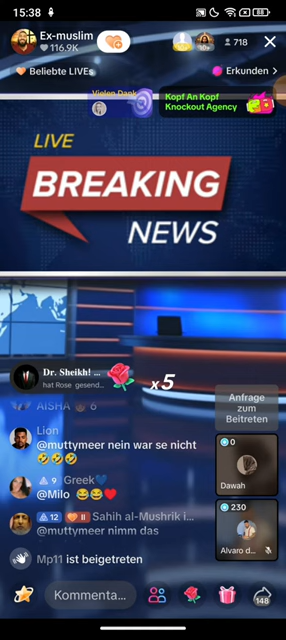 15:38
88
Ex-muslim
116.9K
10+
718
Beliebte LIVEs
Erkunden >
Vielen Dank
Kopf An Kopf
Knockout Agency
LIVE
BREAKING
NEWS
Dr. Sheikh! ...
hat Rose gesend...
x5
Anfrage
zum
Beitreten
AISHA 6
Lion
@muttymeer nein war se nicht
🤣🤣🤣
0
Dawah
9 Greek💙
@Milo 😂😂❤️
12 II Sahih al-Mushrik i...
@muttymeer nimm das
230
Alvaro d...
Mp11 ist beigetreten
Kommenta...
148